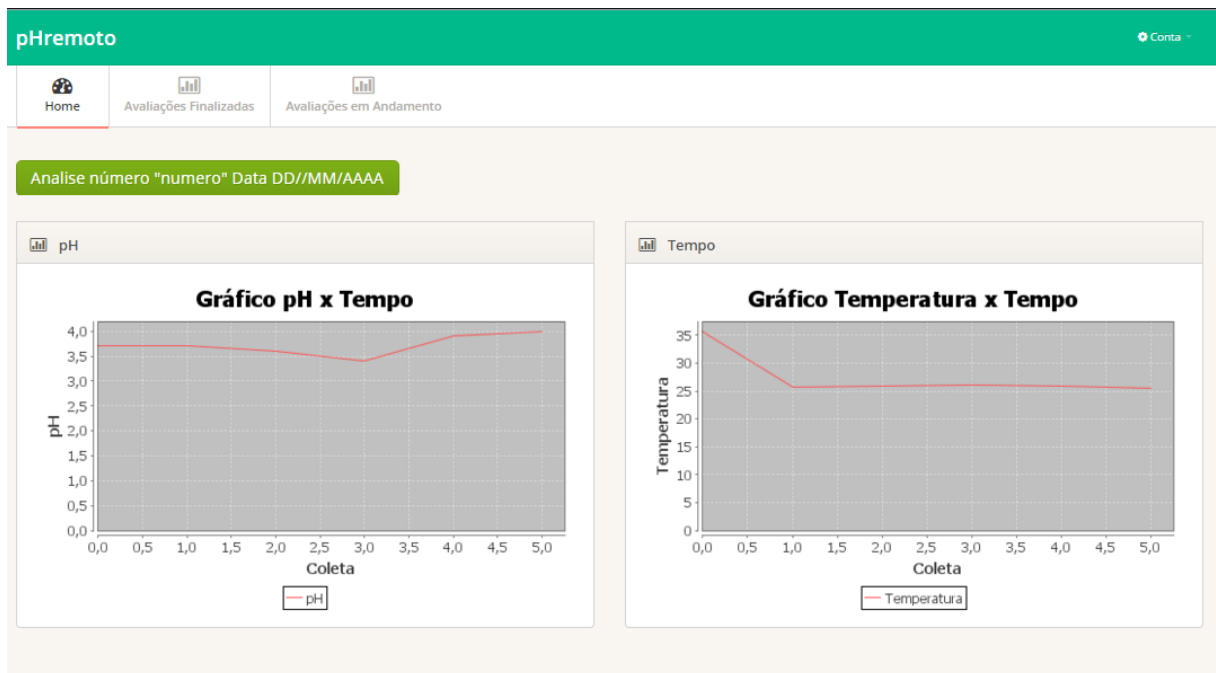 pHremoto
Conta
Home
Avaliações Finalizadas
Avaliações em Andamento
Analise número "numero" Data DD//MM/AAAA
pH
Gráfico pH x Tempo
4,0
3,5
3,0
2,5
2,0
1,5
1,0
0,5
0,0
pH
0,0 0,5 1,0 1,5 2,0 2,5 3,0 3,5 4,0 4,5 5,0
Coleta
pH
Tempo
Gráfico Temperatura x Tempo
35
30
25
20
15
10
5
0
Temperatura
0,0 0,5 1,0 1,5 2,0 2,5 3,0 3,5 4,0 4,5 5,0
Coleta
Temperatura